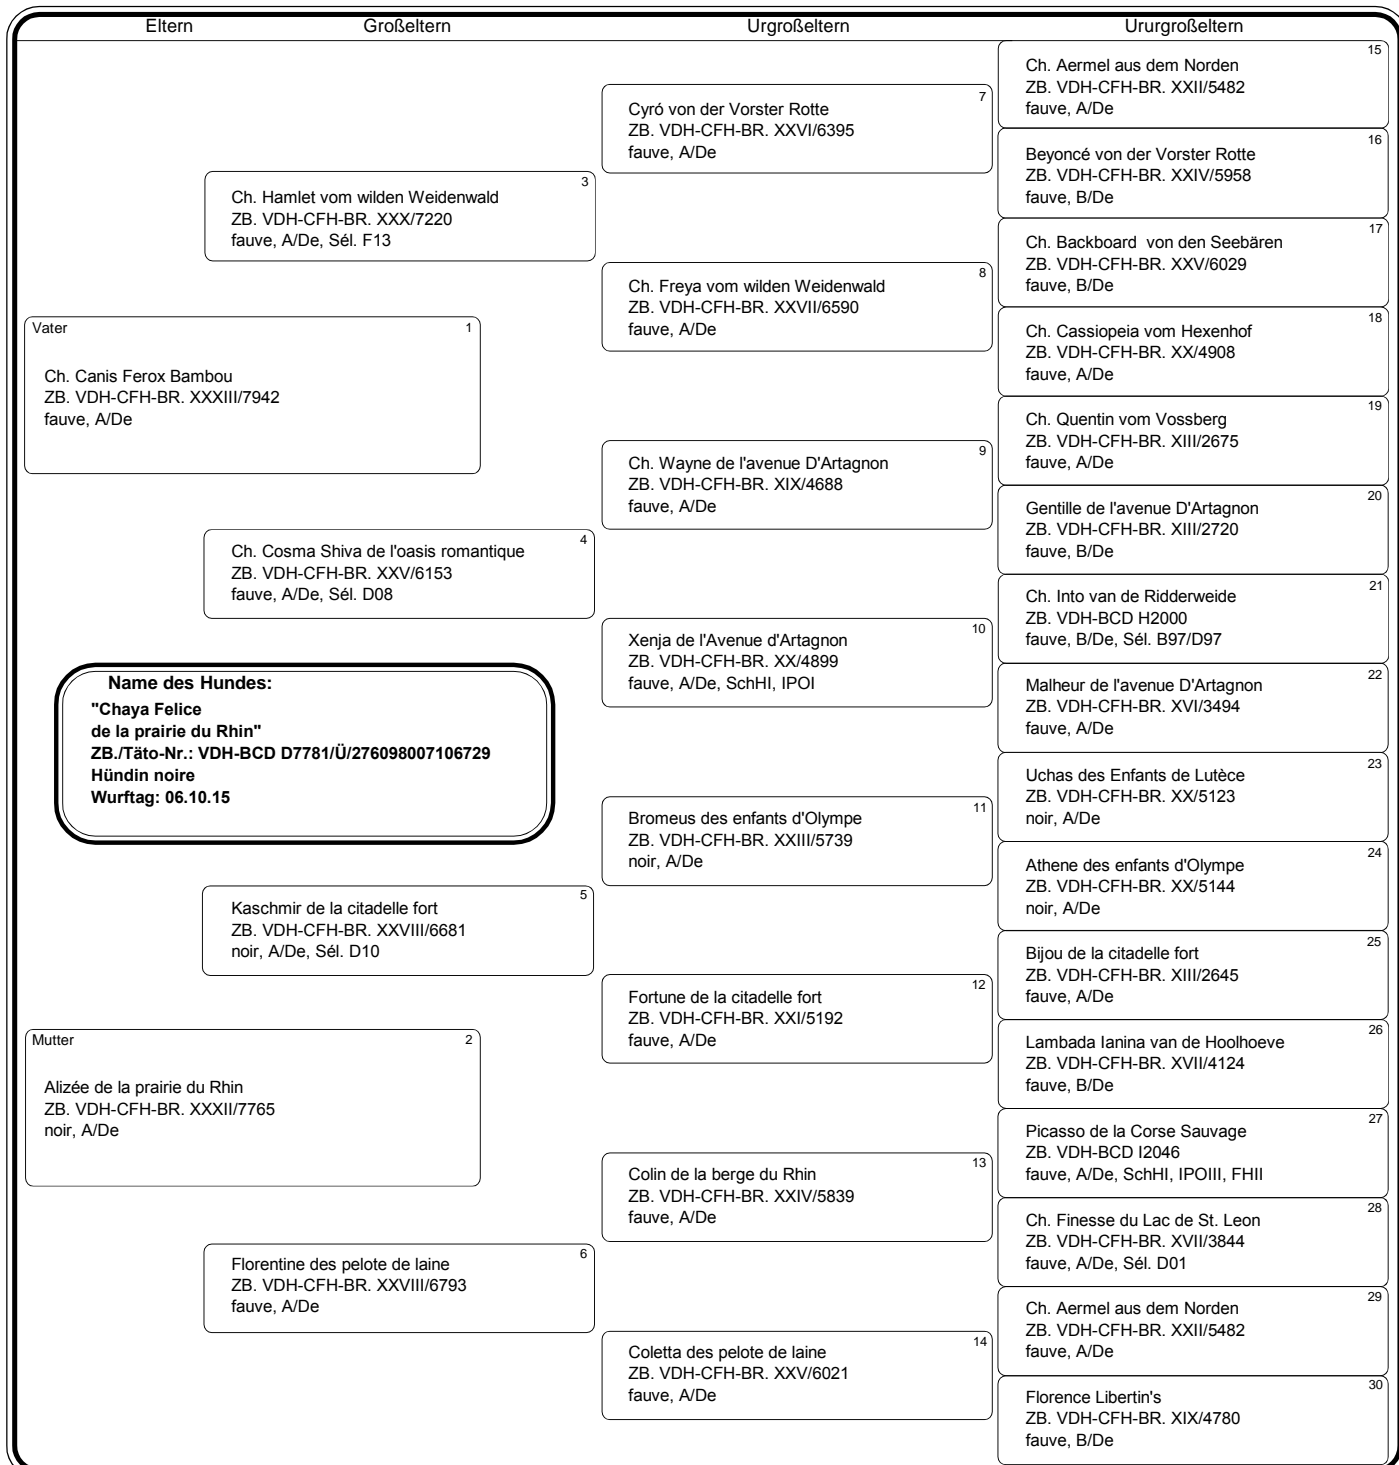 Eltern
Großeltern
Urgroßeltern
Ururgroßeltern
Vater
1
Ch. Canis Ferox Bambou
ZB. VDH-CFH-BR. XXXIII/7942
fauve, A/De
Name des Hundes:
"Chaya Felice
de la prairie du Rhin"
ZB./Täto-Nr.: VDH-BCD D7781/Ü/276098007106729
Hündin noire
Wurftag: 06.10.15
Mutter
2
Alizée de la prairie du Rhin
ZB. VDH-CFH-BR. XXXII/7765
noir, A/De
3
Ch. Hamlet vom wilden Weidenwald
ZB. VDH-CFH-BR. XXX/7220
fauve, A/De, Sél. F13
4
Ch. Cosma Shiva de l'oasis romantique
ZB. VDH-CFH-BR. XXV/6153
fauve, A/De, Sél. D08
5
Kaschmir de la citadelle fort
ZB. VDH-CFH-BR. XXVIII/6681
noir, A/De, Sél. D10
6
Florentine des pelote de laine
ZB. VDH-CFH-BR. XXVIII/6793
fauve, A/De
7
Cyró von der Vorster Rotte
ZB. VDH-CFH-BR. XXVI/6395
fauve, A/De
8
Ch. Freya vom wilden Weidenwald
ZB. VDH-CFH-BR. XXVII/6590
fauve, A/De
9
Ch. Wayne de l'avenue D'Artagnon
ZB. VDH-CFH-BR. XIX/4688
fauve, A/De
10
Xenja de l'Avenue d'Artagnon
ZB. VDH-CFH-BR. XX/4899
fauve, A/De, SchHI, IPOI
11
Bromeus des enfants d'Olympe
ZB. VDH-CFH-BR. XXIII/5739
noir, A/De
12
Fortune de la citadelle fort
ZB. VDH-CFH-BR. XXI/5192
fauve, A/De
13
Colin de la berge du Rhin
ZB. VDH-CFH-BR. XXIV/5839
fauve, A/De
14
Coletta des pelote de laine
ZB. VDH-CFH-BR. XXV/6021
fauve, A/De
15
Ch. Aermel aus dem Norden
ZB. VDH-CFH-BR. XXII/5482
fauve, A/De
16
Beyoncé von der Vorster Rotte
ZB. VDH-CFH-BR. XXIV/5958
fauve, B/De
17
Ch. Backboard von den Seebären
ZB. VDH-CFH-BR. XXV/6029
fauve, B/De
18
Ch. Cassiopeia vom Hexenhof
ZB. VDH-CFH-BR. XX/4908
fauve, A/De
19
Ch. Quentin vom Vossberg
ZB. VDH-CFH-BR. XIII/2675
fauve, A/De
20
Gentille de l'avenue D'Artagnon
ZB. VDH-CFH-BR. XIII/2720
fauve, B/De
21
Ch. Into van de Ridderweide
ZB. VDH-BCD H2000
fauve, B/De, Sél. B97/D97
22
Malheur de l'avenue D'Artagnon
ZB. VDH-CFH-BR. XVI/3494
fauve, A/De
23
Uchas des Enfants de Lutèce
ZB. VDH-CFH-BR. XX/5123
noir, A/De
24
Athene des enfants d'Olympe
ZB. VDH-CFH-BR. XX/5144
noir, A/De
25
Bijou de la citadelle fort
ZB. VDH-CFH-BR. XIII/2645
fauve, A/De
26
Lambada Ianina van de Hoolhoeve
ZB. VDH-CFH-BR. XVII/4124
fauve, B/De
27
Picasso de la Corse Sauvage
ZB. VDH-BCD I2046
fauve, A/De, SchHI, IPOIII, FHII
28
Ch. Finesse du Lac de St. Leon
ZB. VDH-CFH-BR. XVII/3844
fauve, A/De, Sél. D01
29
Ch. Aermel aus dem Norden
ZB. VDH-CFH-BR. XXII/5482
fauve, A/De
30
Florence Libertin's
ZB. VDH-CFH-BR. XIX/4780
fauve, B/De